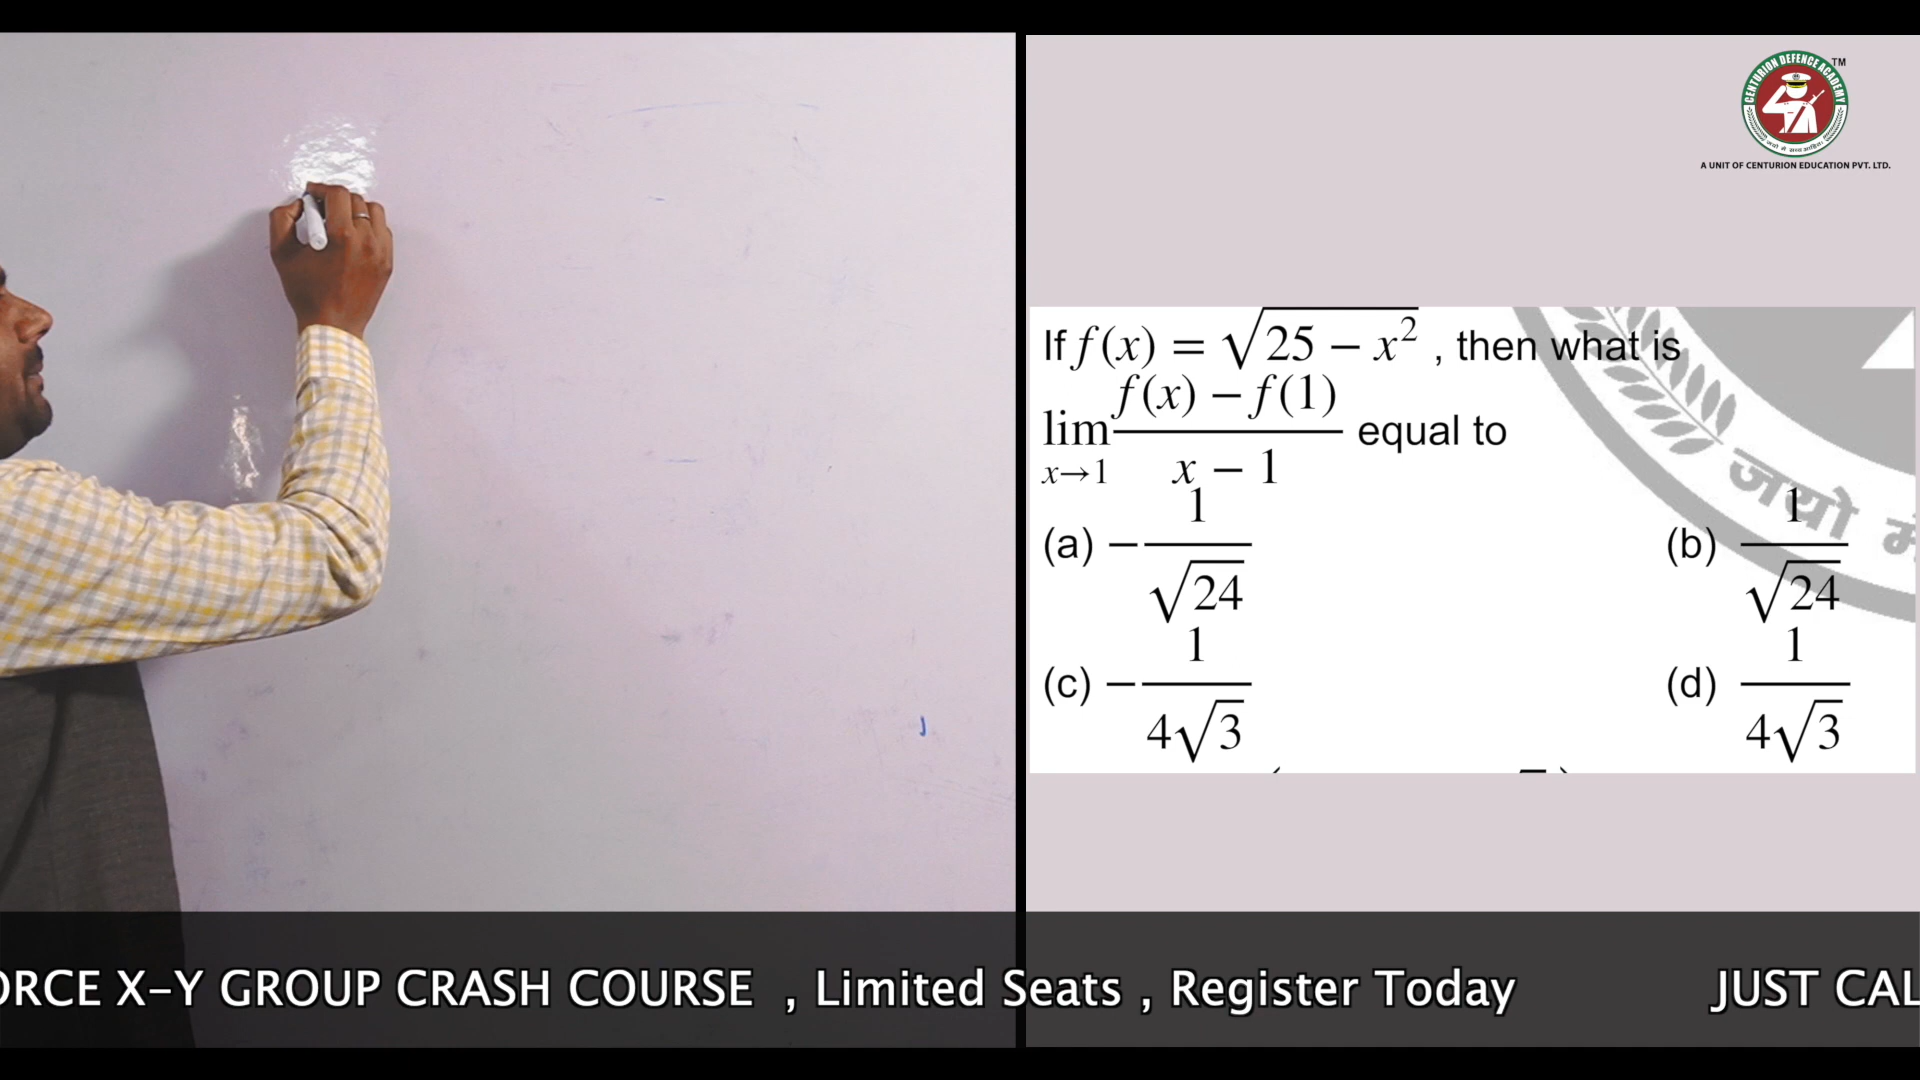 CENTURION DEFENCE ACADEMY
TM
A UNIT OF CENTURION EDUCATION PVT. LTD.
If f(x) = √(25 − x²) , then what is
lim x→1 (f(x) − f(1))/(x − 1) equal to
(a) −1/√24 (b) 1/√24
(c) −1/(4√3) (d) 1/(4√3)
जयो
ORCE X-Y GROUP CRASH COURSE , Limited Seats , Register Today JUST CAL